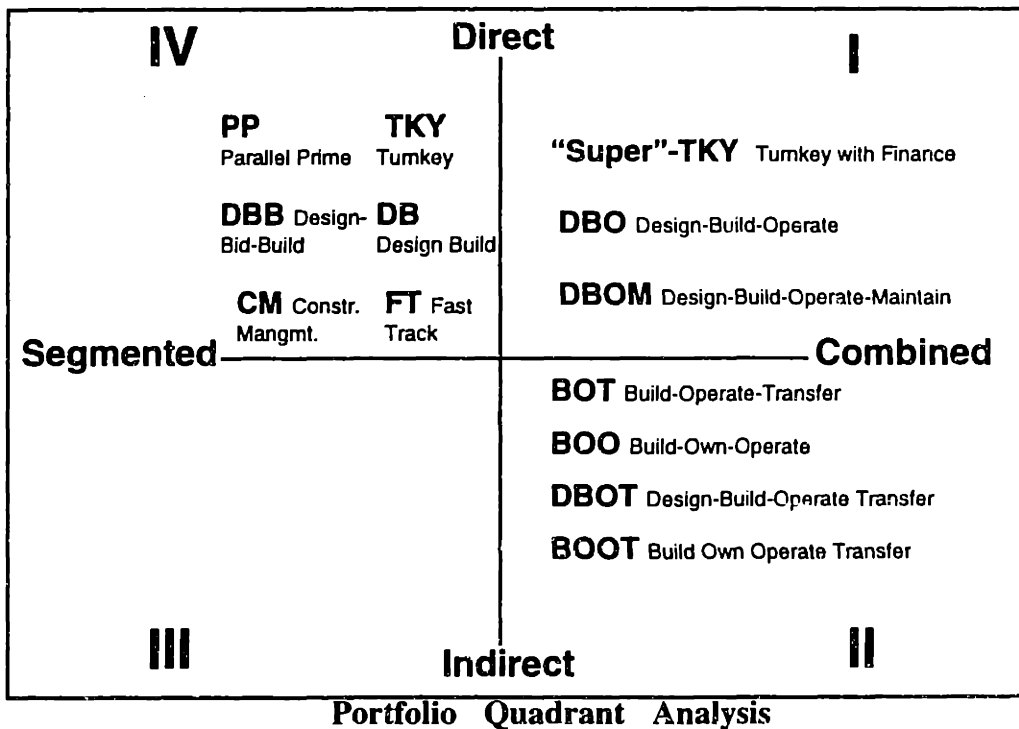 IV
Direct
I
PP
Parallel Prime
TKY
Turnkey
"Super"-TKY Turnkey with Finance
DBB Design-
Bid-Build
DB
Design Build
DBO Design-Build-Operate
CM Constr.
Mangmt.
FT Fast
Track
DBOM Design-Build-Operate-Maintain
Segmented
Combined
BOT Build-Operate-Transfer
BOO Build-Own-Operate
DBOT Design-Build-Operate Transfer
BOOT Build Own Operate Transfer
III
Indirect
II
Portfolio Quadrant Analysis